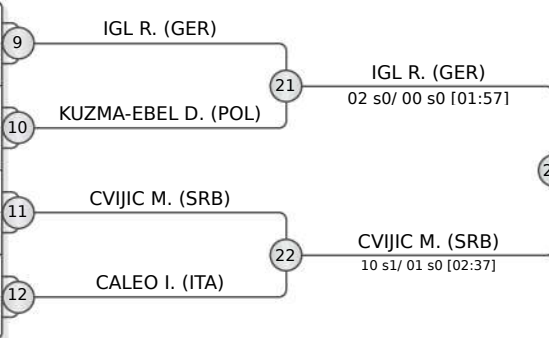 9
IGL R. (GER)
10
KUZMA-EBEL D. (POL)
21
IGL R. (GER)
02 s0/ 00 s0 [01:57]
11
CVIJIC M. (SRB)
12
CALEO I. (ITA)
22
CVIJIC M. (SRB)
10 s1/ 01 s0 [02:37]